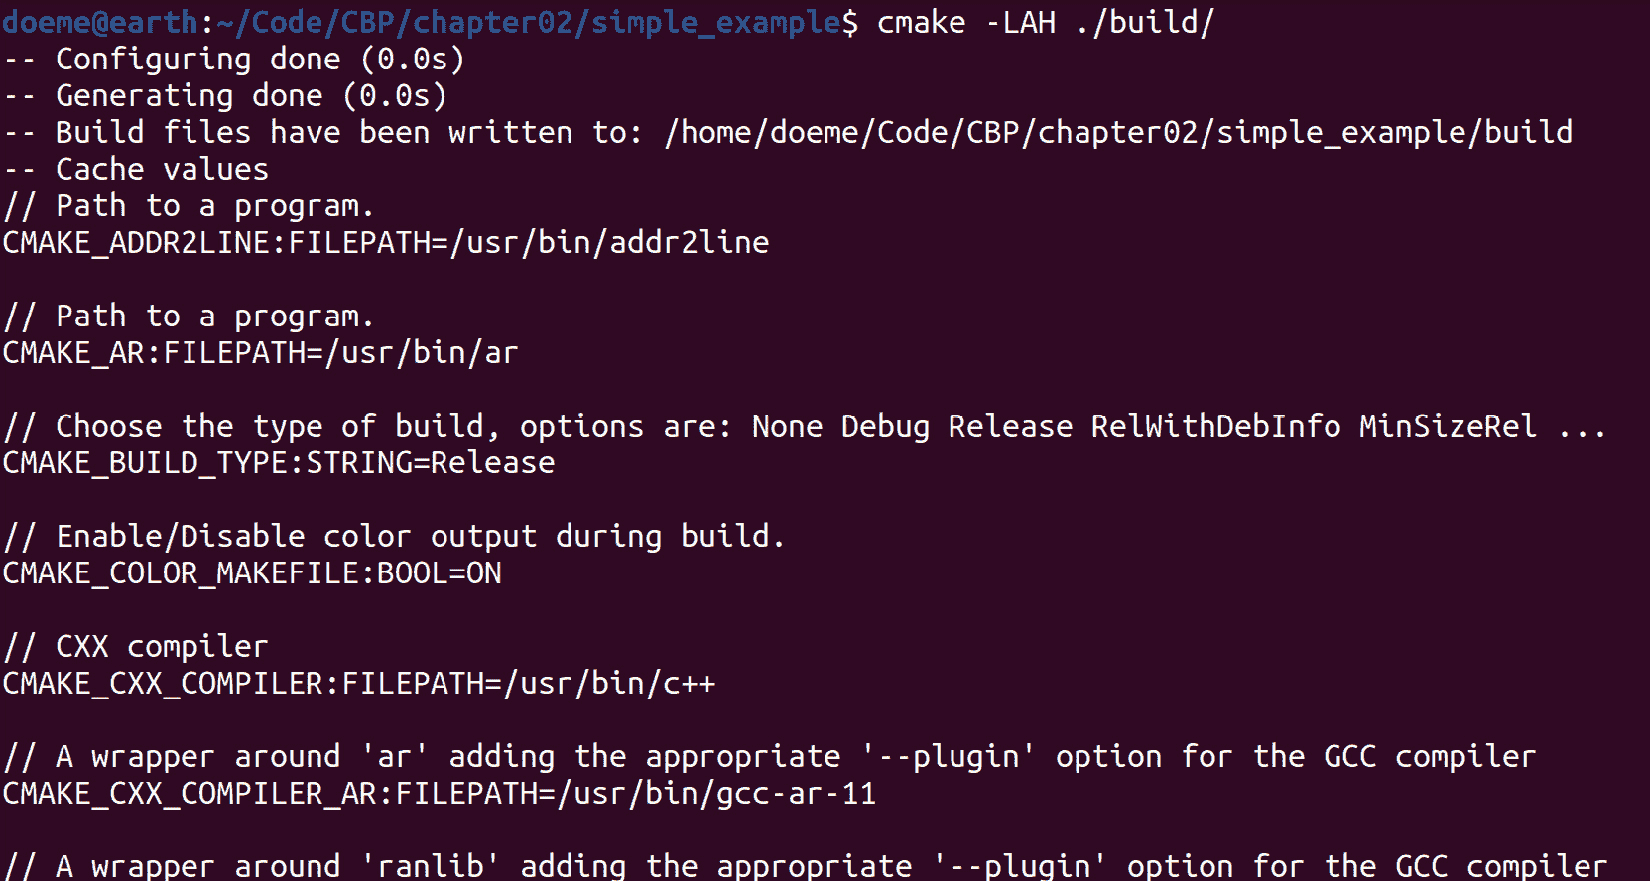 doeme@earth:~/Code/CBP/chapter02/simple_example$ cmake -LAH ./build/
-- Configuring done (0.0s)
-- Generating done (0.0s)
-- Build files have been written to: /home/doeme/Code/CBP/chapter02/simple_example/build
-- Cache values
// Path to a program.
CMAKE_ADDR2LINE:FILEPATH=/usr/bin/addr2line
// Path to a program.
CMAKE_AR:FILEPATH=/usr/bin/ar
// Choose the type of build, options are: None Debug Release RelWithDebInfo MinSizeRel ...
CMAKE_BUILD_TYPE:STRING=Release
// Enable/Disable color output during build.
CMAKE_COLOR_MAKEFILE:BOOL=ON
// CXX compiler
CMAKE_CXX_COMPILER:FILEPATH=/usr/bin/c++
// A wrapper around 'ar' adding the appropriate '--plugin' option for the GCC compiler
CMAKE_CXX_COMPILER_AR:FILEPATH=/usr/bin/gcc-ar-11
// A wrapper around 'ranlib' adding the appropriate '--plugin' option for the GCC compiler